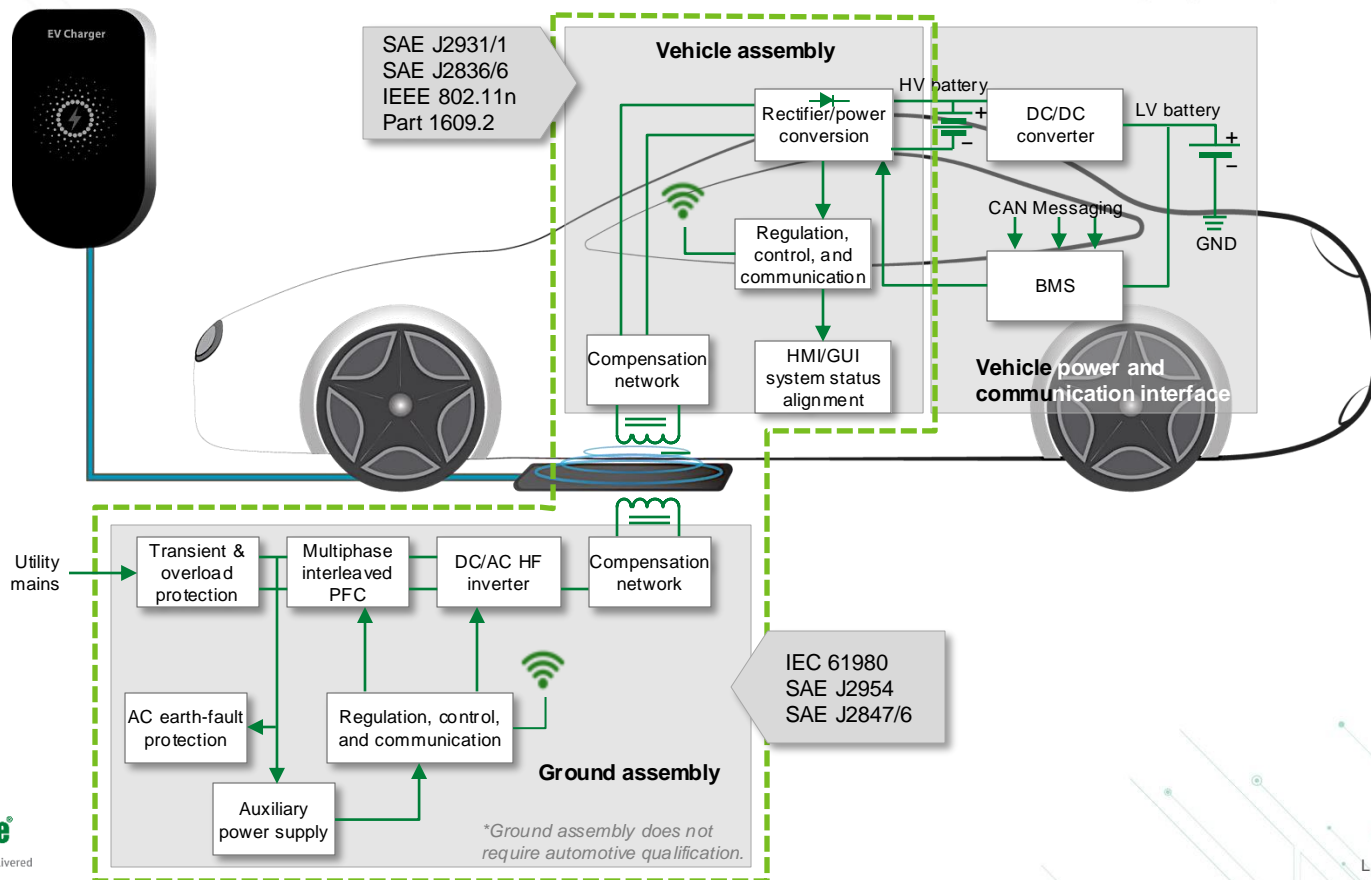 EV Charger
SAE J2931/1
SAE J2836/6
IEEE 802.11n
Part 1609.2
Vehicle assembly
Rectifier/power
conversion
HV battery
+
−
DC/DC
converter
LV battery
+
−
GND
CAN Messaging
BMS
Regulation,
control, and
communication
Compensation
network
HMI/GUI
system status
alignment
Vehicle power and
communication interface
Utility
mains
Transient &
overload
protection
Multiphase
interleaved
PFC
DC/AC HF
inverter
Compensation
network
AC earth-fault
protection
Regulation, control,
and communication
Auxiliary
power supply
Ground assembly
*Ground assembly does not
require automotive qualification.
IEC 61980
SAE J2954
SAE J2847/6